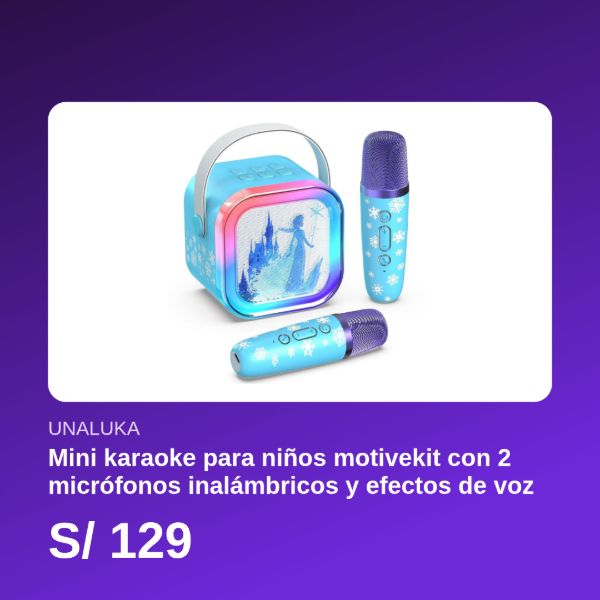 UNALUKA
Mini karaoke para niños motivekit con 2
micrófonos inalámbricos y efectos de voz
S/ 129